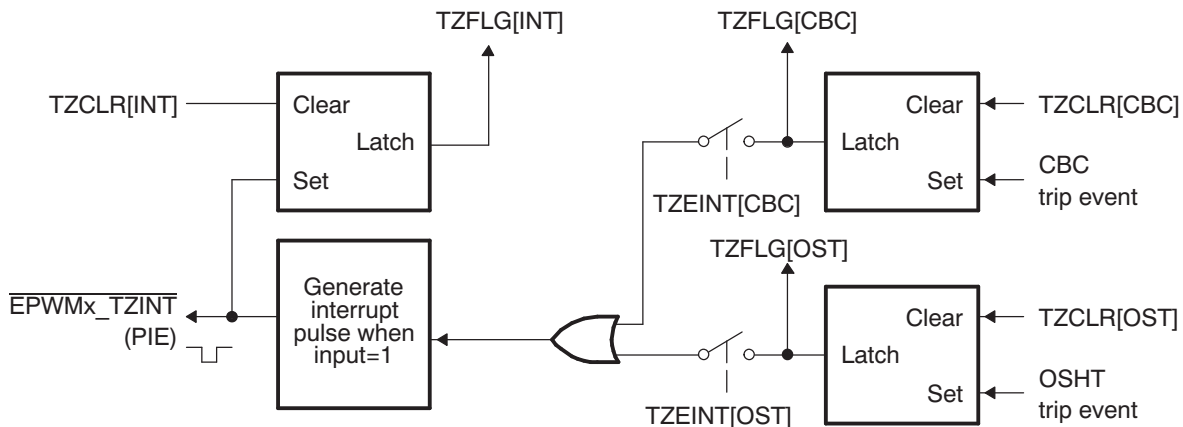 TZFLG[INT]
TZFLG[CBC]
TZCLR[INT]
Clear
Latch
Set
Clear
TZCLR[CBC]
Latch
Set
CBC
trip event
TZEINT[CBC]
TZFLG[OST]
EPWMx_TZINT
(PIE)
Generate
interrupt
pulse when
input=1
Clear
TZCLR[OST]
Latch
Set
OSHT
trip event
TZEINT[OST]